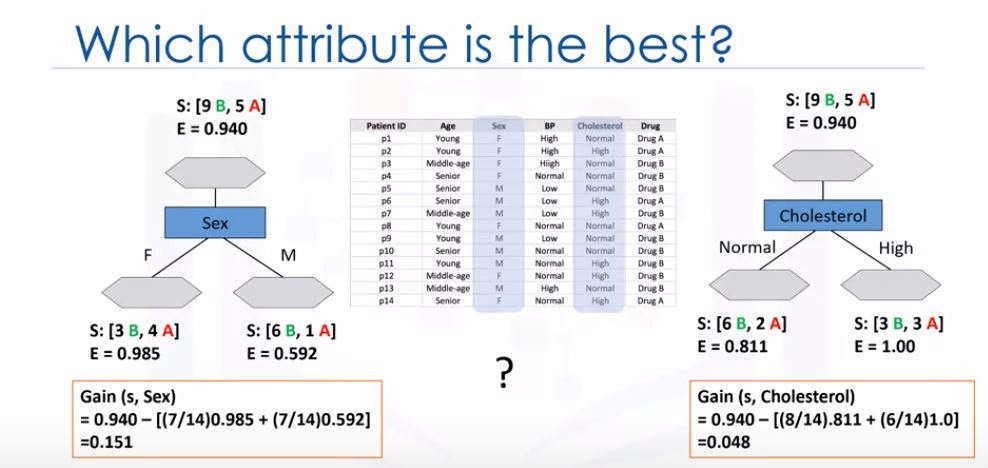 Which attribute is the best?
S: [9 B, 5 A]
E = 0.940
Sex
F
M
S: [3 B, 4 A]
E = 0.985
S: [6 B, 1 A]
E = 0.592
Gain (s, Sex)
= 0.940 – [(7/14)0.985 + (7/14)0.592]
=0.151
Patient ID Age Sex BP Cholesterol Drug
p1 Young F High Normal Drug A
p2 Young F High High Drug A
p3 Middle-age F Hiigh Normal Drug B
p4 Senior F Normal Normal Drug B
p5 Senior M Low Normal Drug B
p6 Senior M Low High Drug A
p7 Middle-age M Low High Drug B
p8 Young F Normal Normal Drug A
p9 Young M Low Normal Drug B
p10 Senior M Normal Normal Drug B
p11 Young M Normal High Drug B
p12 Middle-age F Normal High Drug B
p13 Middle-age M High Normal Drug B
p14 Senior F Normal High Drug A
?
S: [9 B, 5 A]
E = 0.940
Cholesterol
Normal
High
S: [6 B, 2 A]
E = 0.811
S: [3 B, 3 A]
E = 1.00
Gain (s, Cholesterol)
= 0.940 – [(8/14).811 + (6/14)1.0]
=0.048